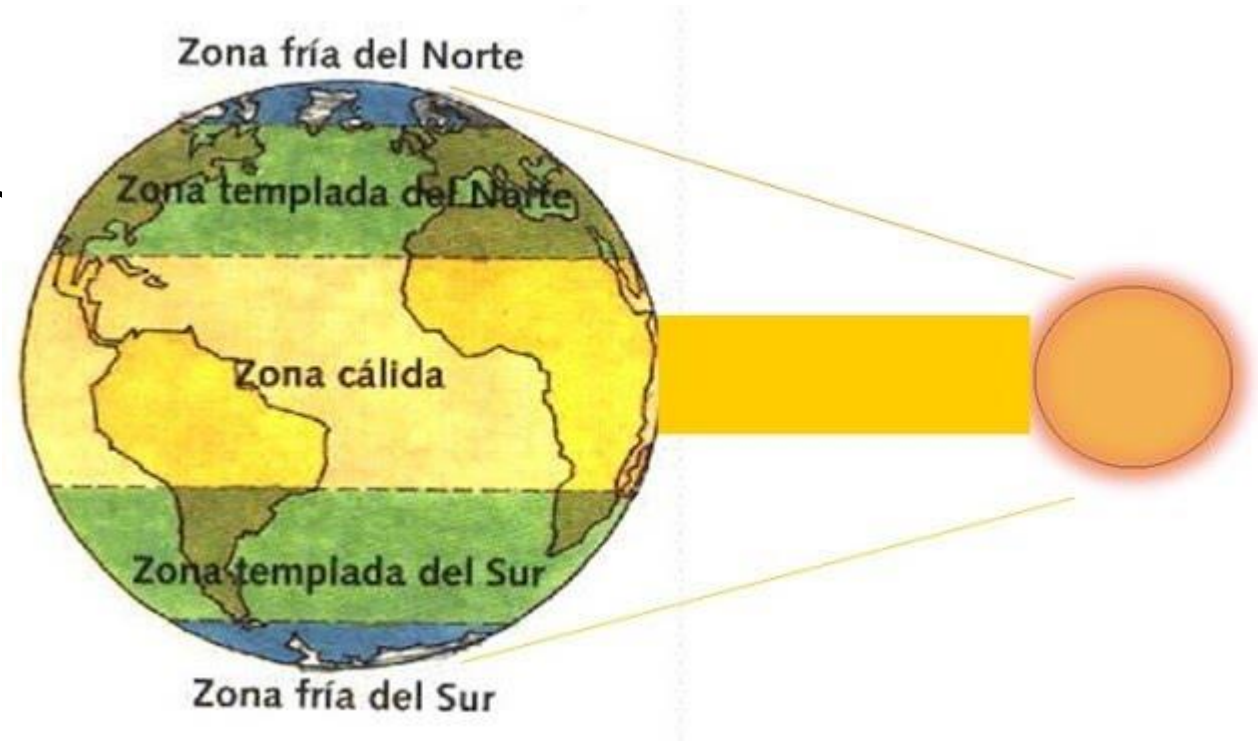 Zona fría del Norte
Zona templada del Norte
Zona cálida
Zona templada del Sur
Zona fría del Sur